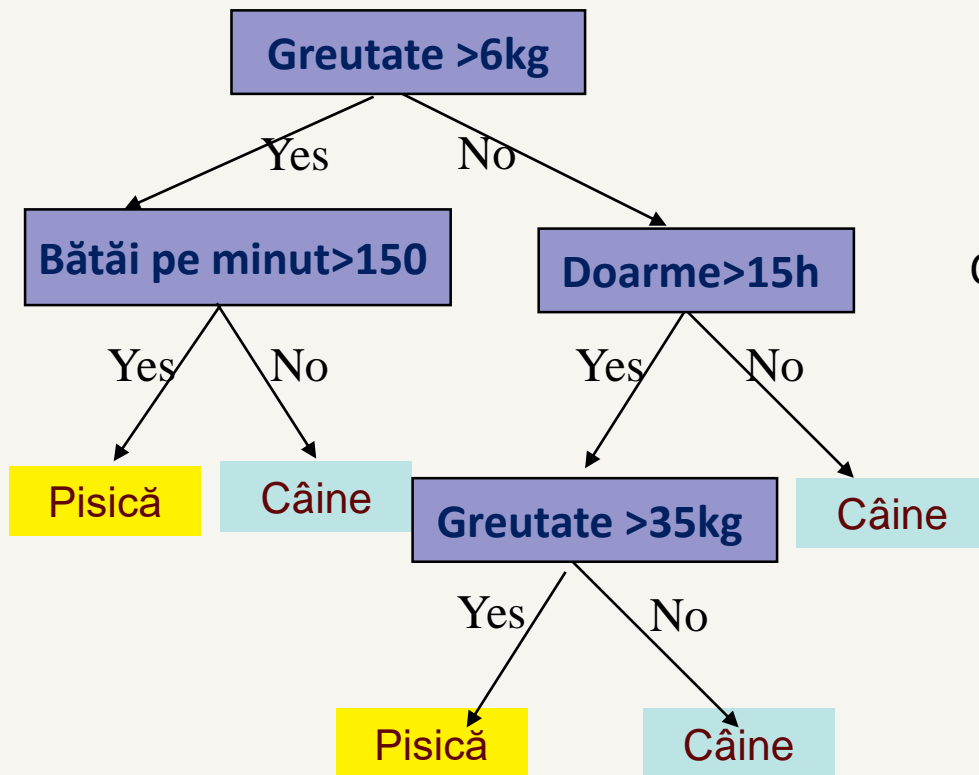 Greutate >6kg
Yes
No
Bătăi pe minut>150
Doarme>15h
Yes
No
Yes
No
Pisică
Câine
Greutate >35kg
Câine
Yes
No
Pisică
Câine